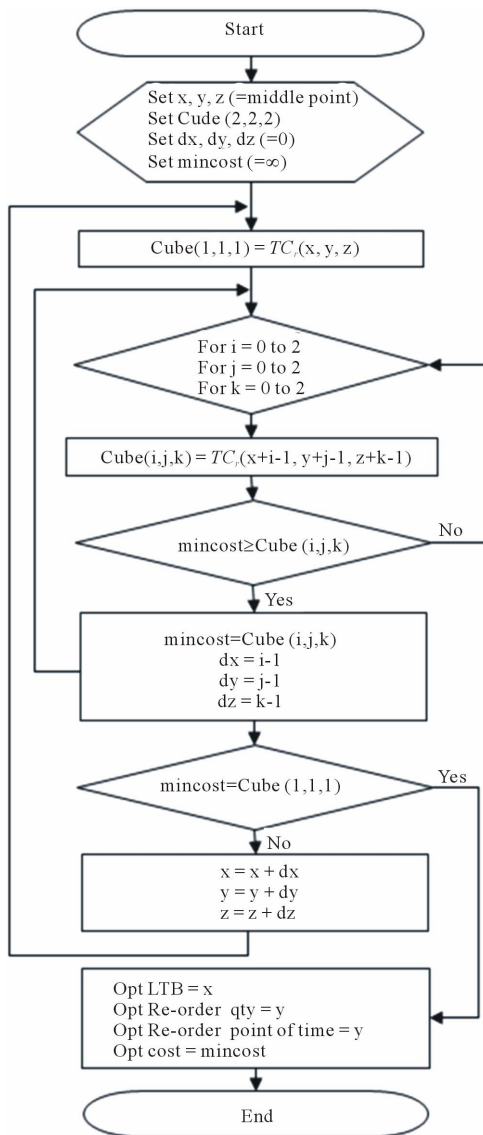 Start
Set x, y, z (=middle point)
Set Cude (2,2,2)
Set dx, dy, dz (=0)
Set mincost (=∞)
Cube(1,1,1) = TCr(x, y, z)
For i = 0 to 2
For j = 0 to 2
For k = 0 to 2
Cube(i,j,k) = TCr(x+i-1, y+j-1, z+k-1)
mincost≥Cube (i,j,k)
No
Yes
mincost=Cube (i,j,k)
dx = i-1
dy = j-1
dz = k-1
mincost=Cube (1,1,1)
Yes
No
x = x + dx
y = y + dy
z = z + dz
Opt LTB = x
Opt Re-order qty = y
Opt Re-order point of time = y
Opt cost = mincost
End